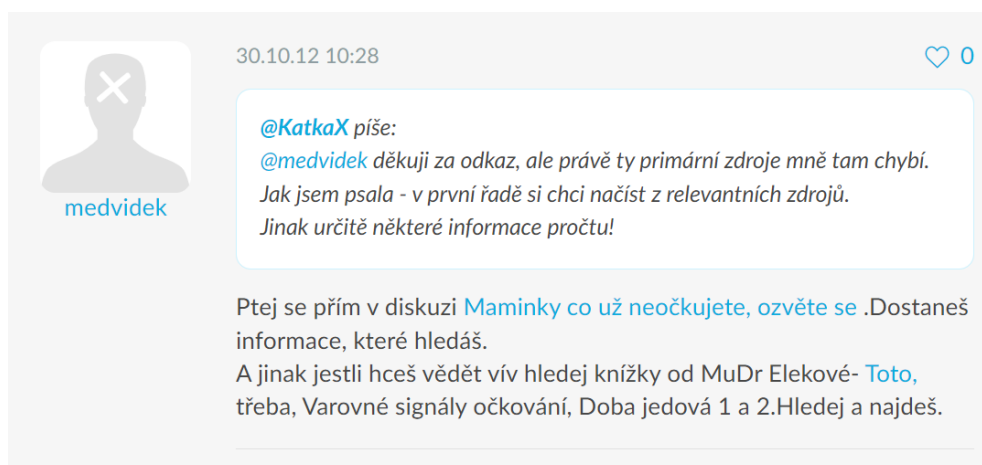 30.10.12 10:28
0
@KatkaX píše:
@medvidek děkuji za odkaz, ale právě ty primární zdroje mně tam chybí.
Jak jsem psala - v první řadě si chci načíst z relevantních zdrojů.
Jinak určitě některé informace pročtu!
medvidek
Ptej se přím v diskuzi Maminky co už neočkujete, ozvěte se .Dostaneš
informace, které hledáš.
A jinak jestli hceš vědět vív hledej knížky od MuDr Elekové- Toto,
třeba, Varovné signály očkování, Doba jedová 1 a 2.Hledej a najdeš.